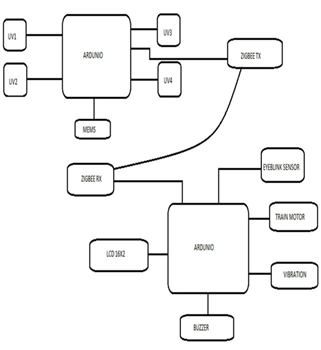 UV1
UV3
ARDUNIO
ZIGBEE TX
UV2
UV4
MEMS
ZIGBEE RX
EYEBLINK SENSOR
TRAIN MOTOR
LCD 16X2
ARDUNIO
VIBRATION
BUZZER